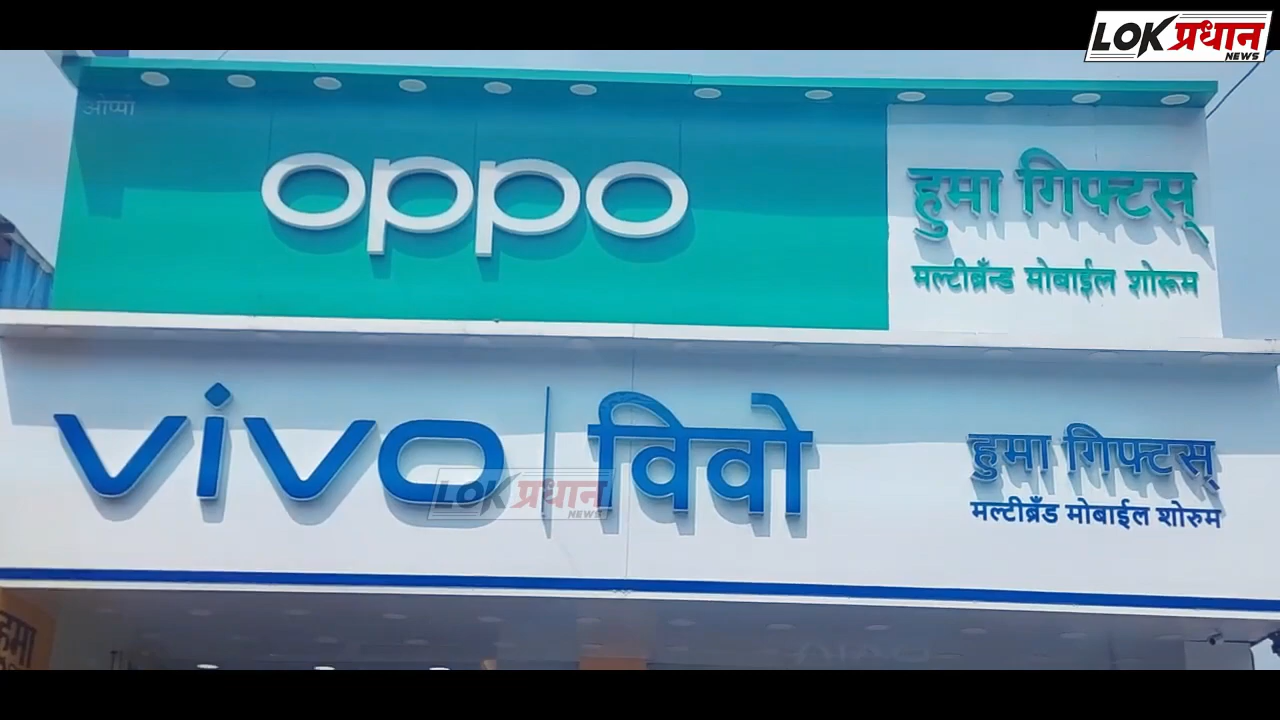 LOK प्रधान
NEWS
ओप्पो
oppo
हुमा गिफ्टस्
मल्टीब्रँन्ड मोबाईल शोरूम
vivo | विवो
हुमा गिफ्टस्
मल्टीब्रँड मोबाईल शोरुम
LOK प्रधान
NEWS
हुमा